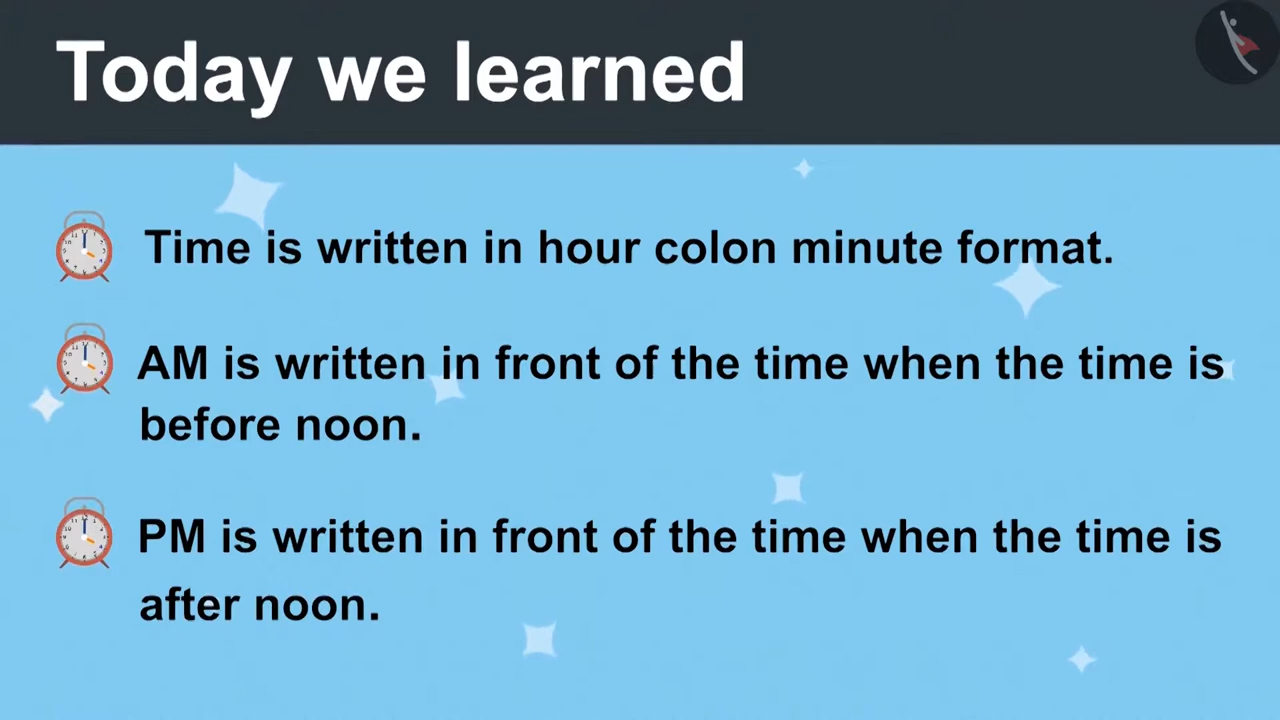 Today we learned
Time is written in hour colon minute format.
AM is written in front of the time when the time is
before noon.
PM is written in front of the time when the time is
after noon.